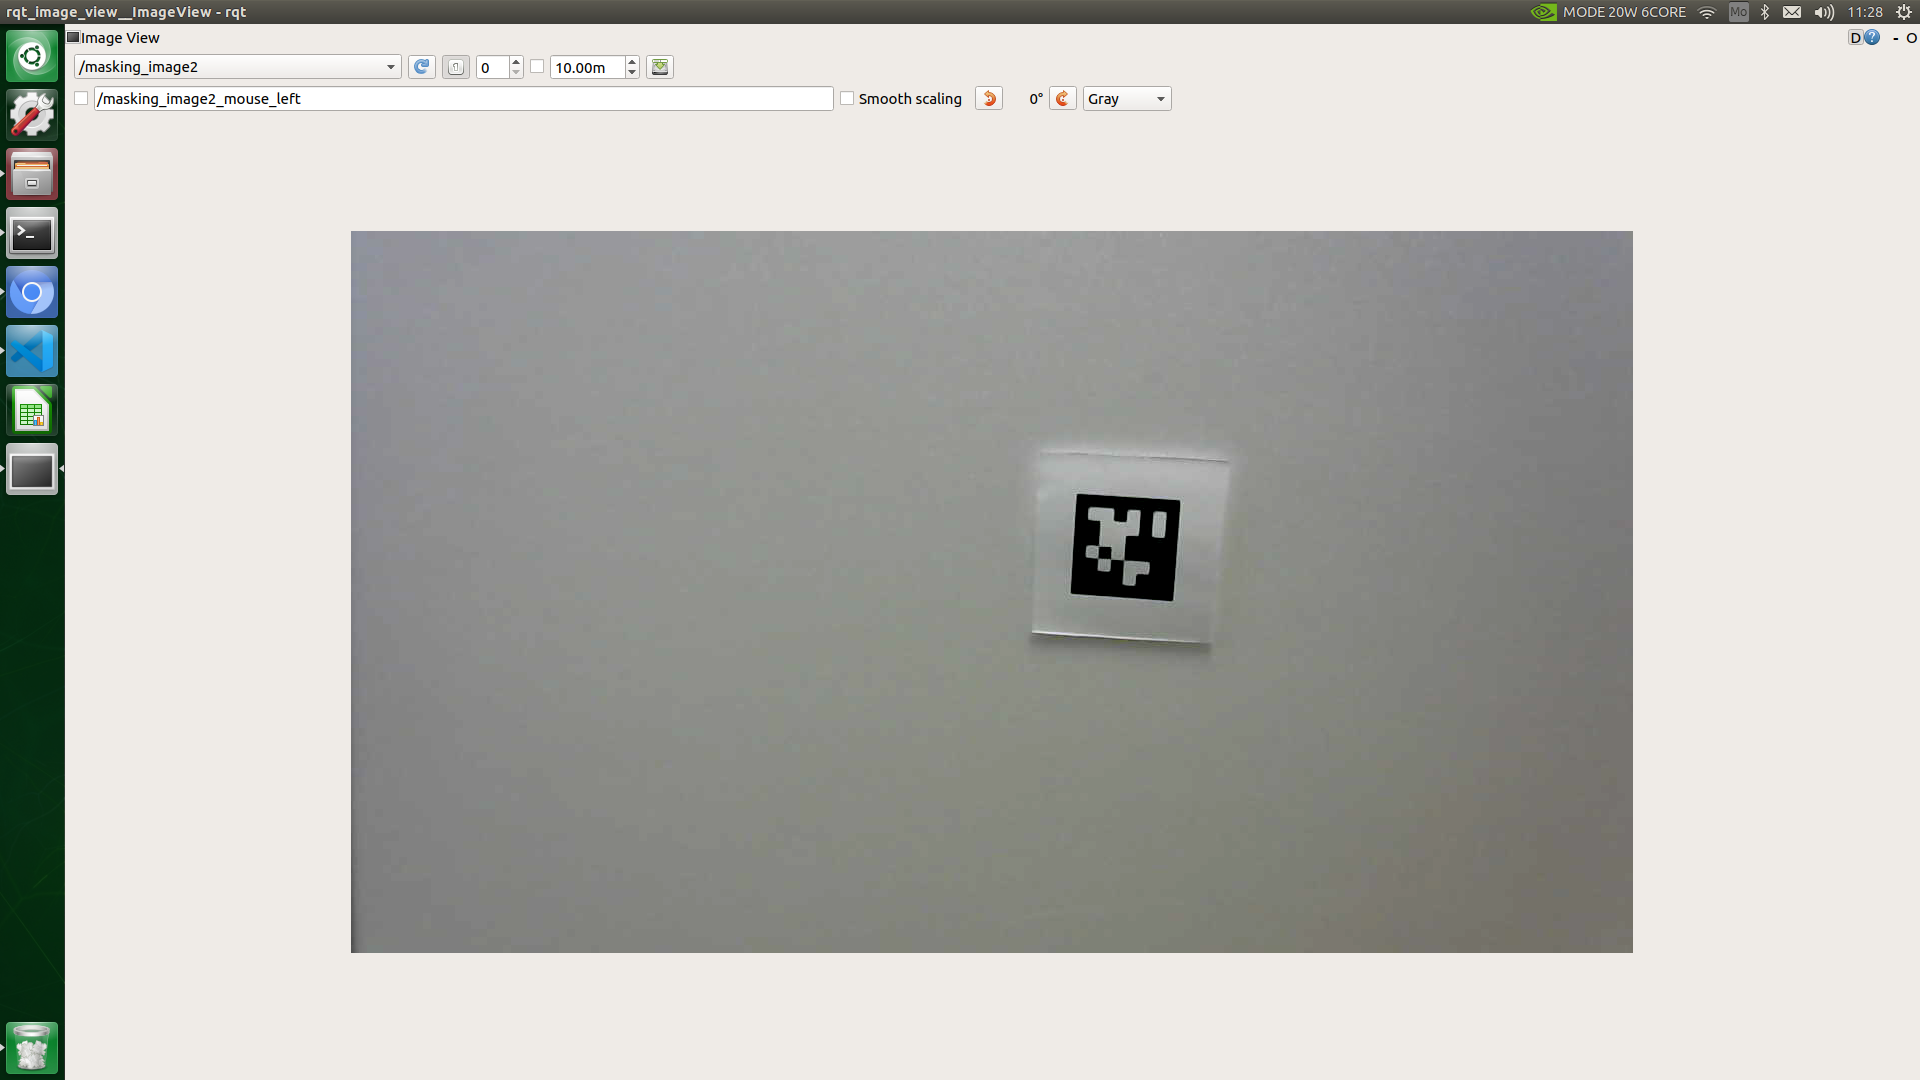 rqt_image_view__ImageView - rqt
MODE 20W 6CORE
Mo
11:28
Image View
D
?
-
O
/masking_image2
0
10.00m
/masking_image2_mouse_left
Smooth scaling
0°
Gray
>_